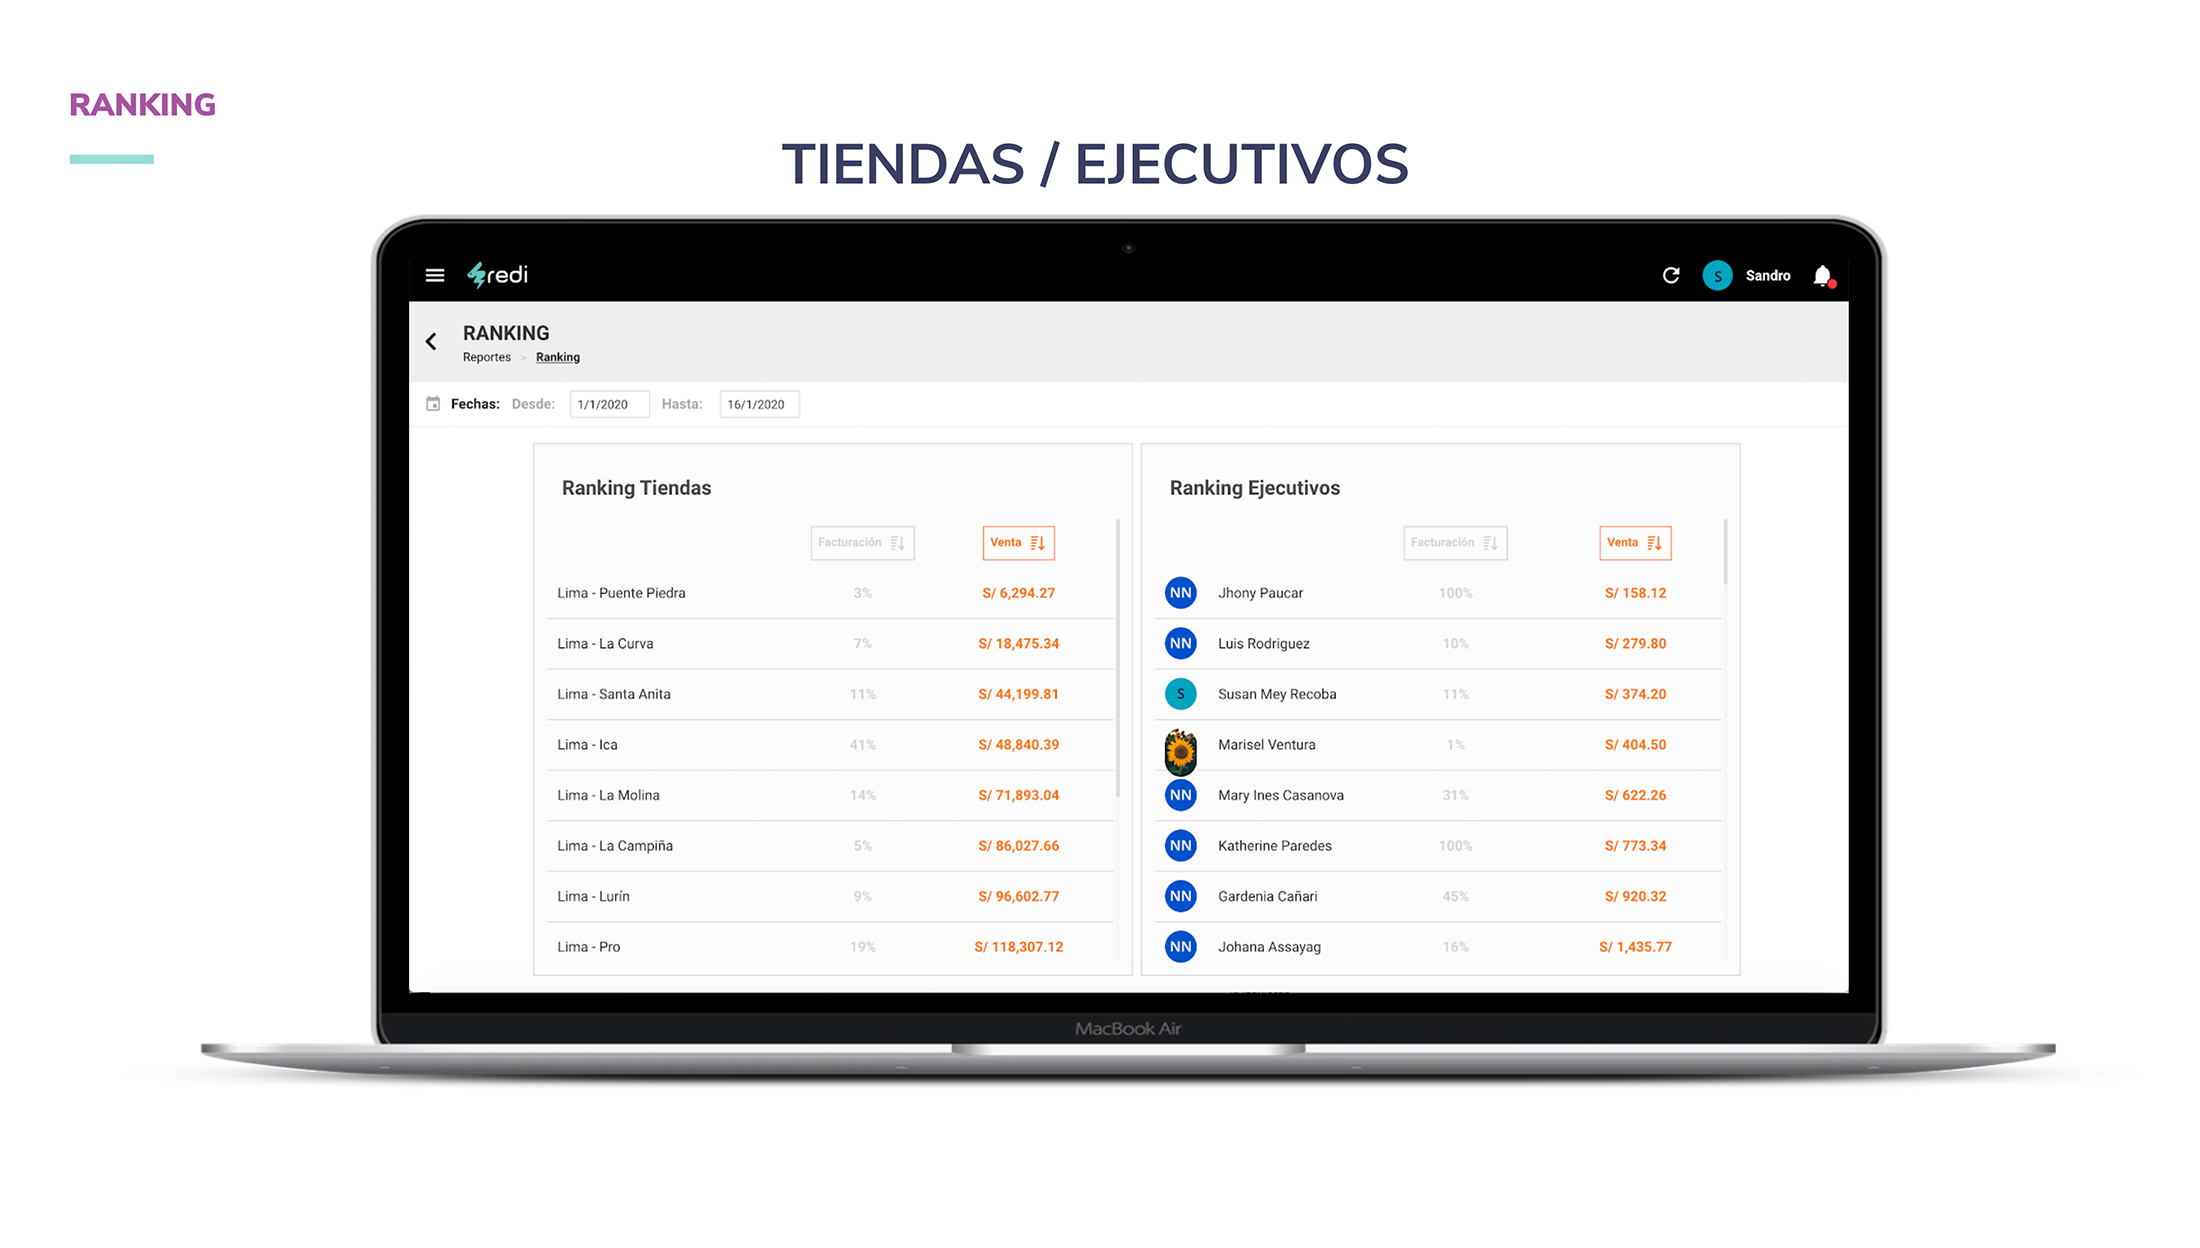 RANKING
TIENDAS / EJECUTIVOS
redi
S Sandro
RANKING
Reportes > Ranking
Fechas: Desde: 1/1/2020 Hasta: 16/1/2020
Ranking Tiendas
Facturación Venta
Lima - Puente Piedra 3% S/ 6,294.27
Lima - La Curva 7% S/ 18,475.34
Lima - Santa Anita 11% S/ 44,199.81
Lima - Ica 41% S/ 48,840.39
Lima - La Molina 14% S/ 71,893.04
Lima - La Campiña 5% S/ 86,027.66
Lima - Lurín 9% S/ 96,602.77
Lima - Pro 19% S/ 118,307.12
Ranking Ejecutivos
Facturación Venta
NN Jhony Paucar 100% S/ 158.12
NN Luis Rodriguez 10% S/ 279.80
S Susan Mey Recoba 11% S/ 374.20
Marisel Ventura 1% S/ 404.50
NN Mary Ines Casanova 31% S/ 622.26
NN Katherine Paredes 100% S/ 773.34
NN Gardenia Cañari 45% S/ 920.32
NN Johana Assayag 16% S/ 1,435.77
MacBook Air